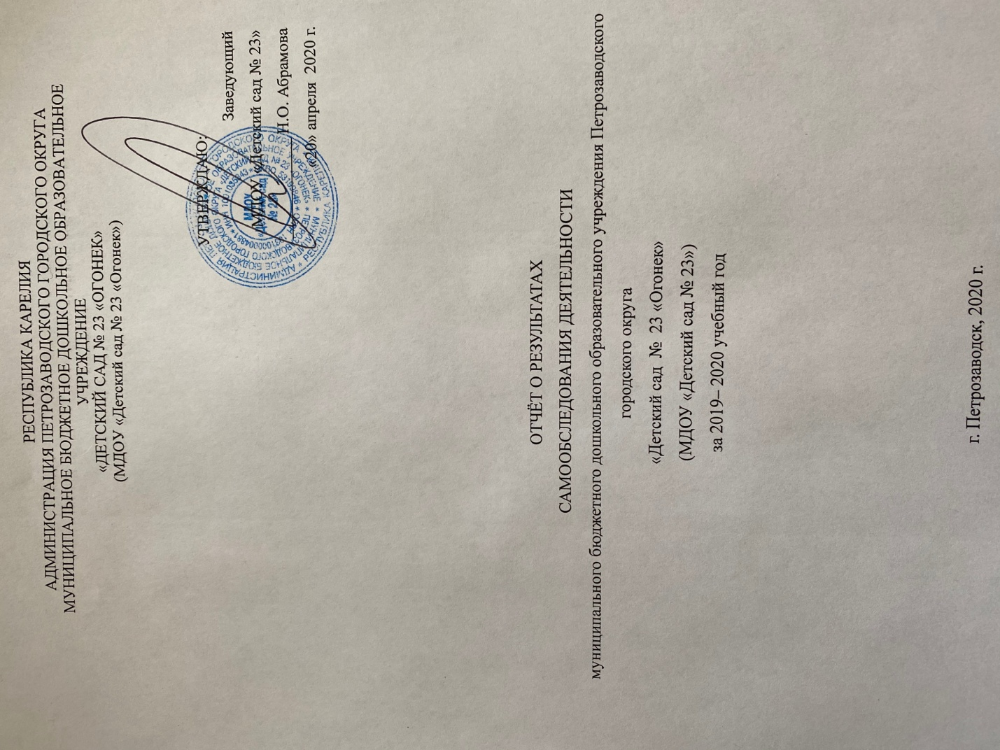 РЕСПУБЛИКА КАРЕЛИЯ
АДМИНИСТРАЦИЯ ПЕТРОЗАВОДСКОГО ГОРОДСКОГО ОКРУГА
МУНИЦИПАЛЬНОЕ БЮДЖЕТНОЕ ДОШКОЛЬНОЕ ОБРАЗОВАТЕЛЬНОЕ
УЧРЕЖДЕНИЕ
«ДЕТСКИЙ САД № 23 «ОГОНЕК»
(МДОУ «Детский сад № 23 «Огонек»)
УТВЕРЖДАЮ:
Заведующий
МДОУ «Детский сад № 23»
Н.О. Абрамова
«20» апреля 2020 г.
МДОУ
№ 23
ОТЧЁТ О РЕЗУЛЬТАТАХ
САМООБСЛЕДОВАНИЯ ДЕЯТЕЛЬНОСТИ
муниципального бюджетного дошкольного образовательного учреждения Петрозаводского
городского округа
«Детский сад № 23 «Огонек»
(МДОУ «Детский сад № 23»)
за 2019– 2020 учебный год
г. Петрозаводск, 2020 г.